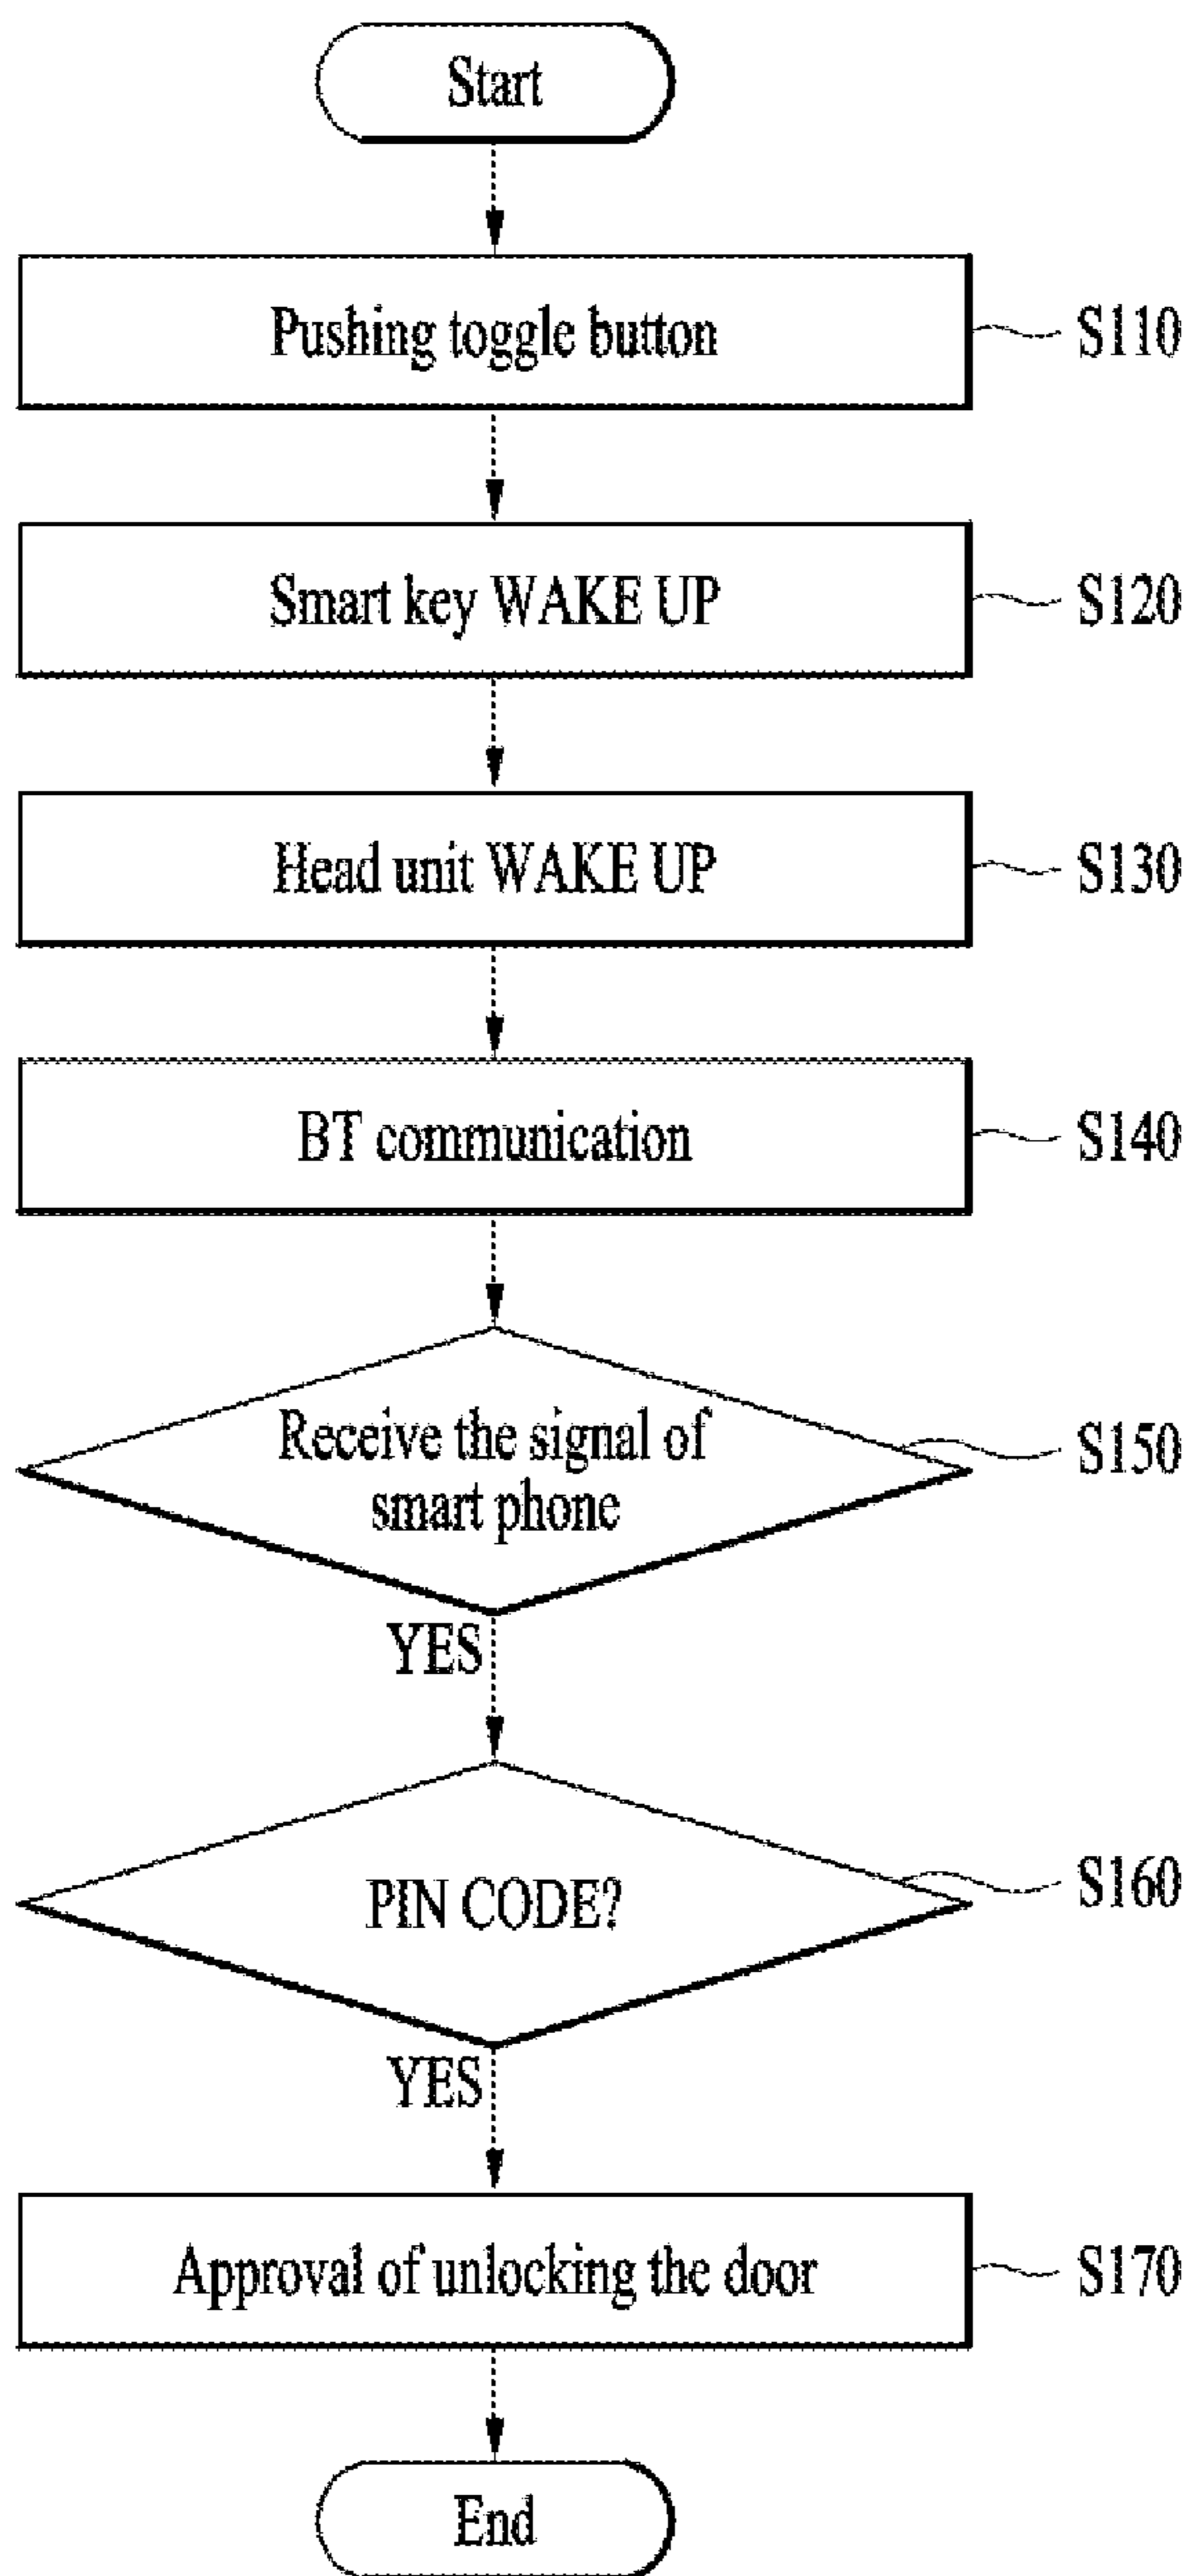 Start
Pushing toggle button
S110
Smart key WAKE UP
S120
Head unit WAKE UP
S130
BT communication
S140
Receive the signal of
smart phone
S150
YES
PIN CODE?
S160
YES
Approval of unlocking the door
S170
End